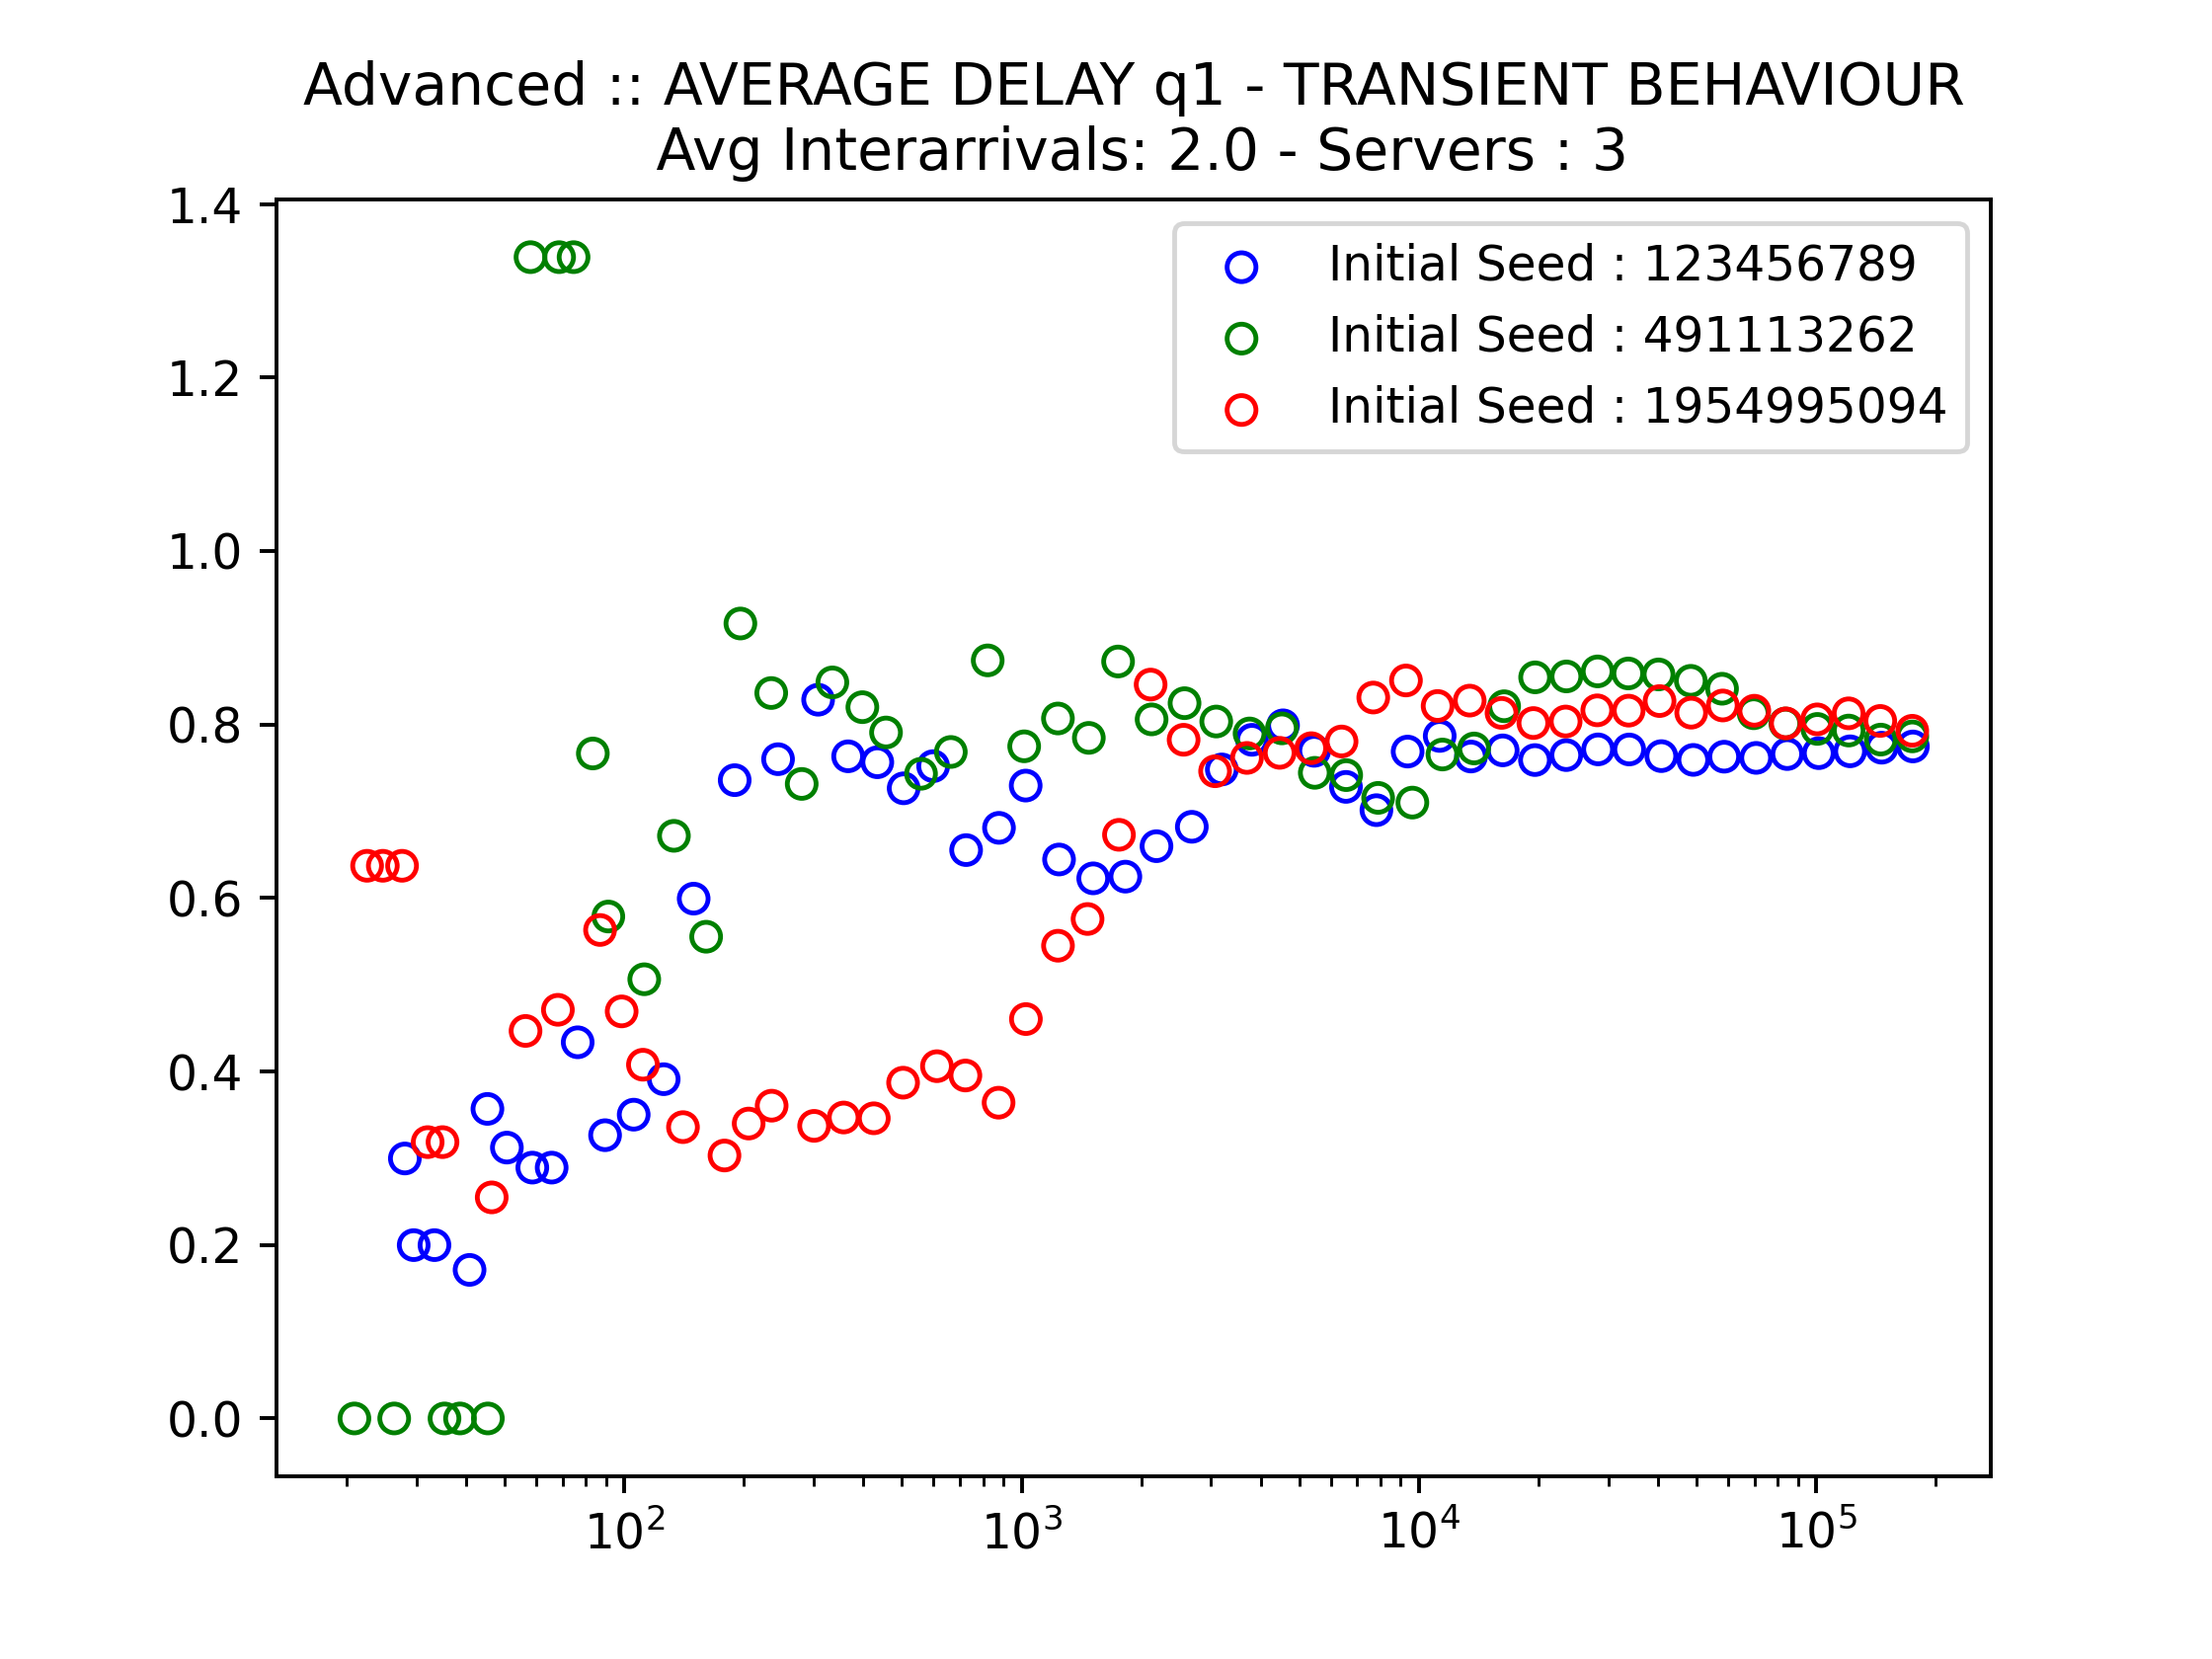 Advanced :: AVERAGE DELAY q1 - TRANSIENT BEHAVIOUR
Avg Interarrivals: 2.0 - Servers : 3
Initial Seed : 123456789
Initial Seed : 491113262
Initial Seed : 1954995094
1.4
1.2
1.0
0.8
0.6
0.4
0.2
0.0
10² 10³ 10⁴ 10⁵